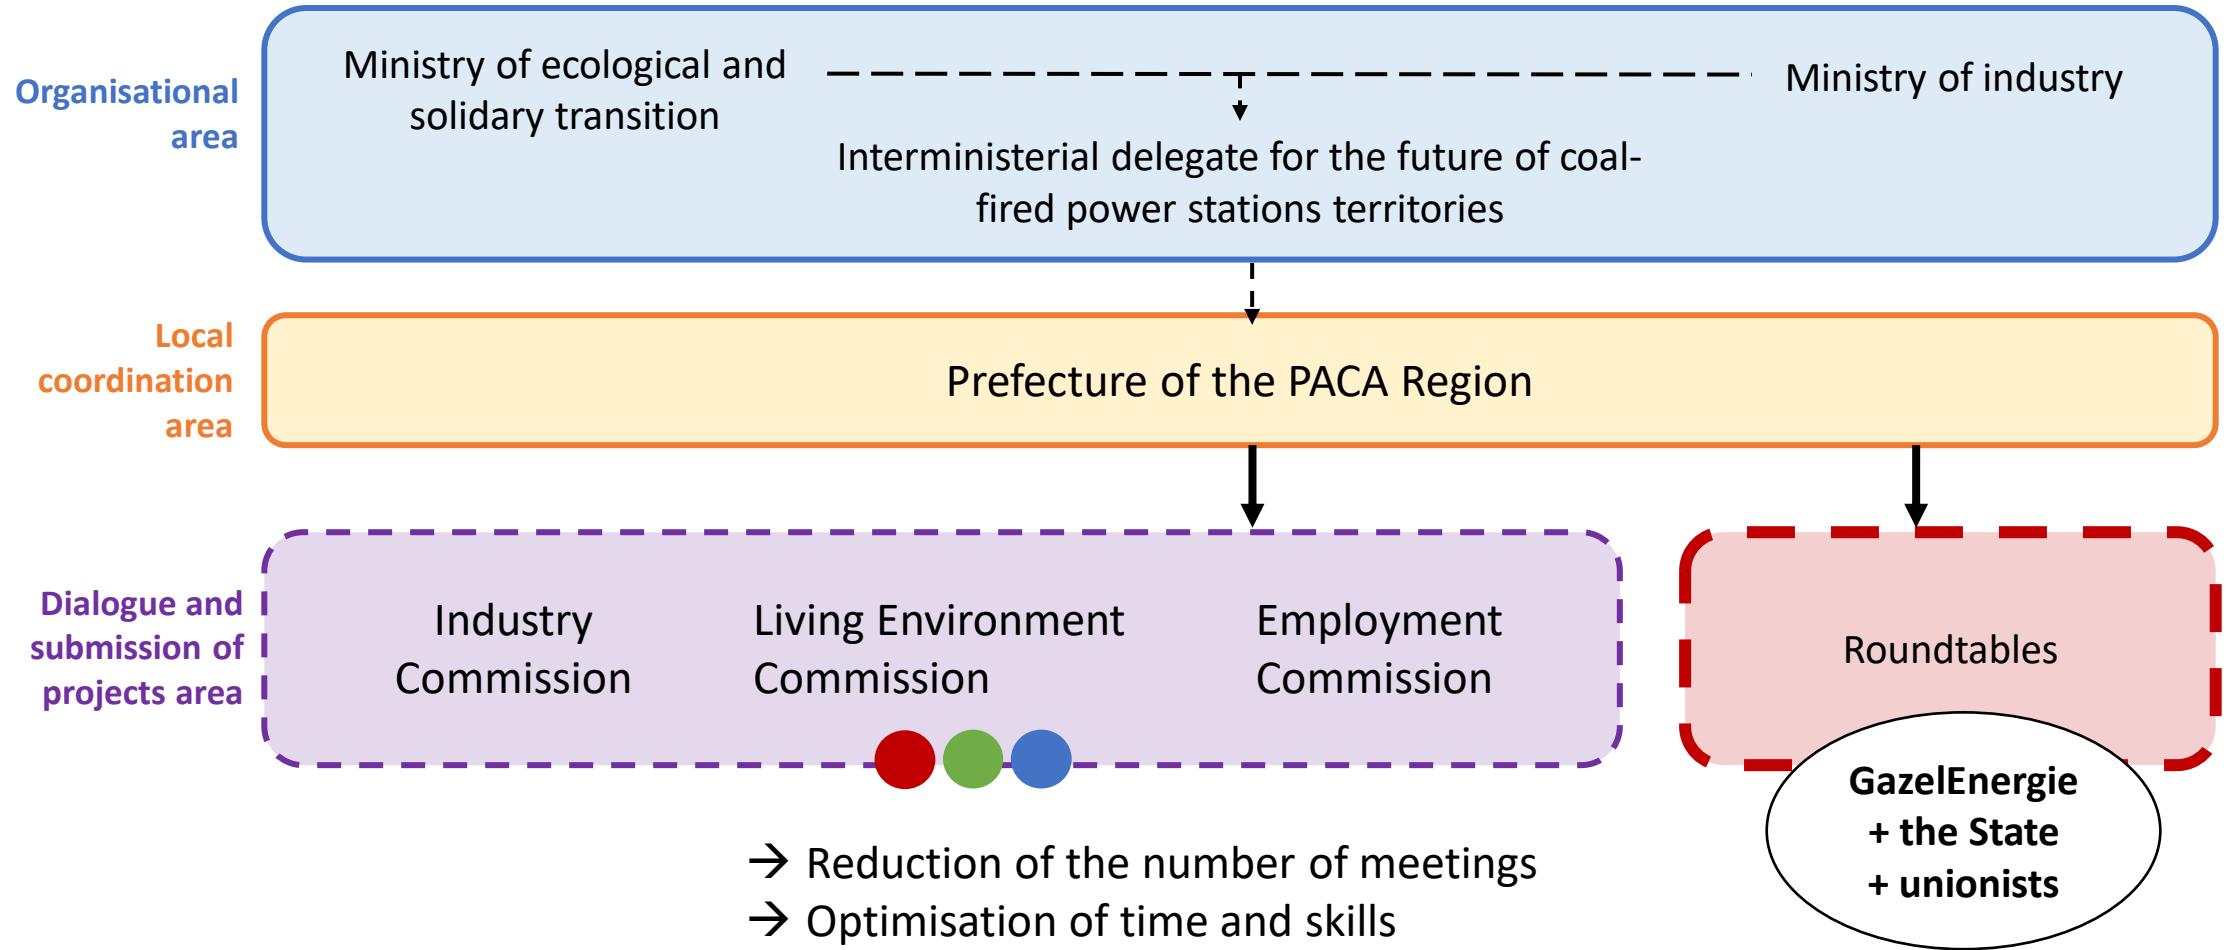 Organisational
area
Ministry of ecological and
solidary transition
Ministry of industry
Interministerial delegate for the future of coal-
fired power stations territories
Local
coordination
area
Prefecture of the PACA Region
Dialogue and
submission of
projects area
Industry
Commission
Living Environment
Commission
Employment
Commission
Roundtables
GazelEnergie
+ the State
+ unionists
→ Reduction of the number of meetings
→ Optimisation of time and skills